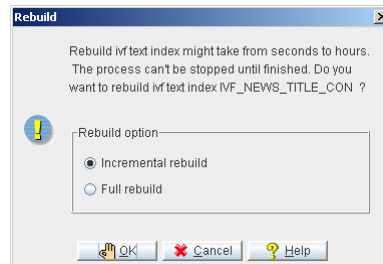 Rebuild
Rebuild ivf text index might take from seconds to hours.
The process can't be stopped until finished. Do you
want to rebuild ivf text index IVF_NEWS_TITLE_CON ?
Rebuild option
Incremental rebuild
Full rebuild
OK
Cancel
Help